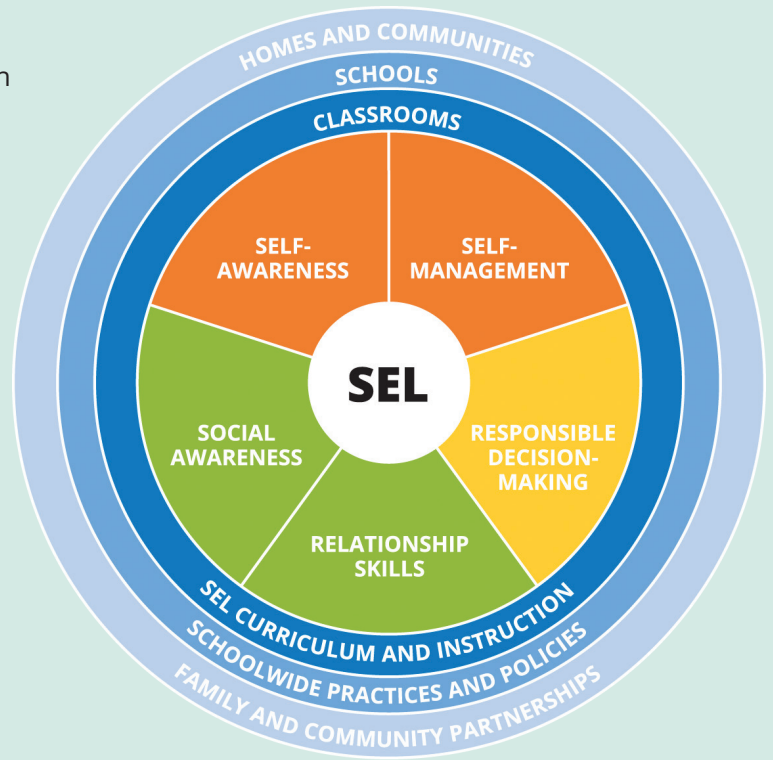 n
HOMES AND COMMUNITIES
SCHOOLS
CLASSROOMS
SELF-
AWARENESS
SELF-
MANAGEMENT
SEL
SOCIAL
AWARENESS
RESPONSIBLE
DECISION-
MAKING
RELATIONSHIP
SKILLS
SEL CURRICULUM AND INSTRUCTION
SCHOOLWIDE PRACTICES AND POLICIES
FAMILY AND COMMUNITY PARTNERSHIPS